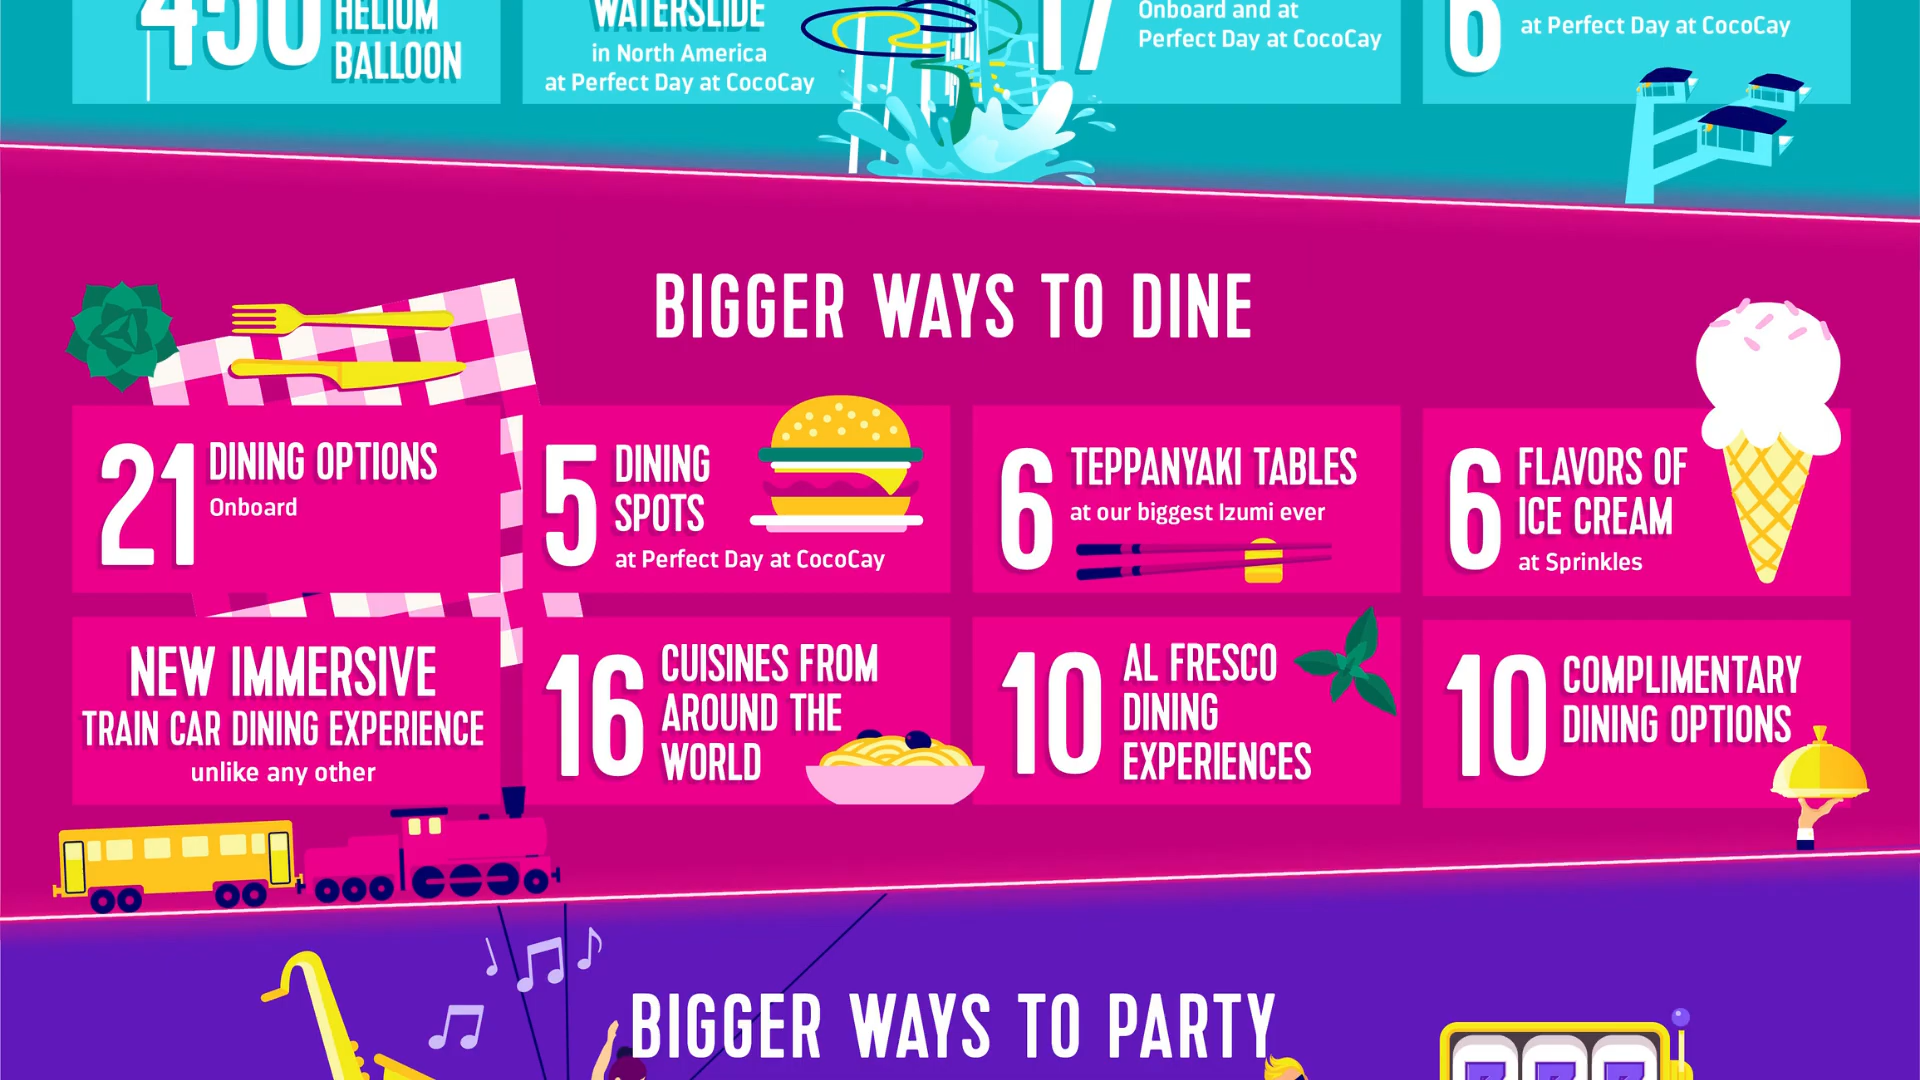 450
HELIUM
BALLOON
WATERSLIDE
in North America
at Perfect Day at CocoCay
17
Onboard and at
Perfect Day at CocoCay
6
at Perfect Day at CocoCay
BIGGER WAYS TO DINE
21
DINING OPTIONS
Onboard
5
DINING
SPOTS
at Perfect Day at CocoCay
6
TEPPANYAKI TABLES
at our biggest Izumi ever
6
FLAVORS OF
ICE CREAM
at Sprinkles
NEW IMMERSIVE
TRAIN CAR DINING EXPERIENCE
unlike any other
16
CUISINES FROM
AROUND THE
WORLD
10
AL FRESCO
DINING
EXPERIENCES
10
COMPLIMENTARY
DINING OPTIONS
BIGGER WAYS TO PARTY